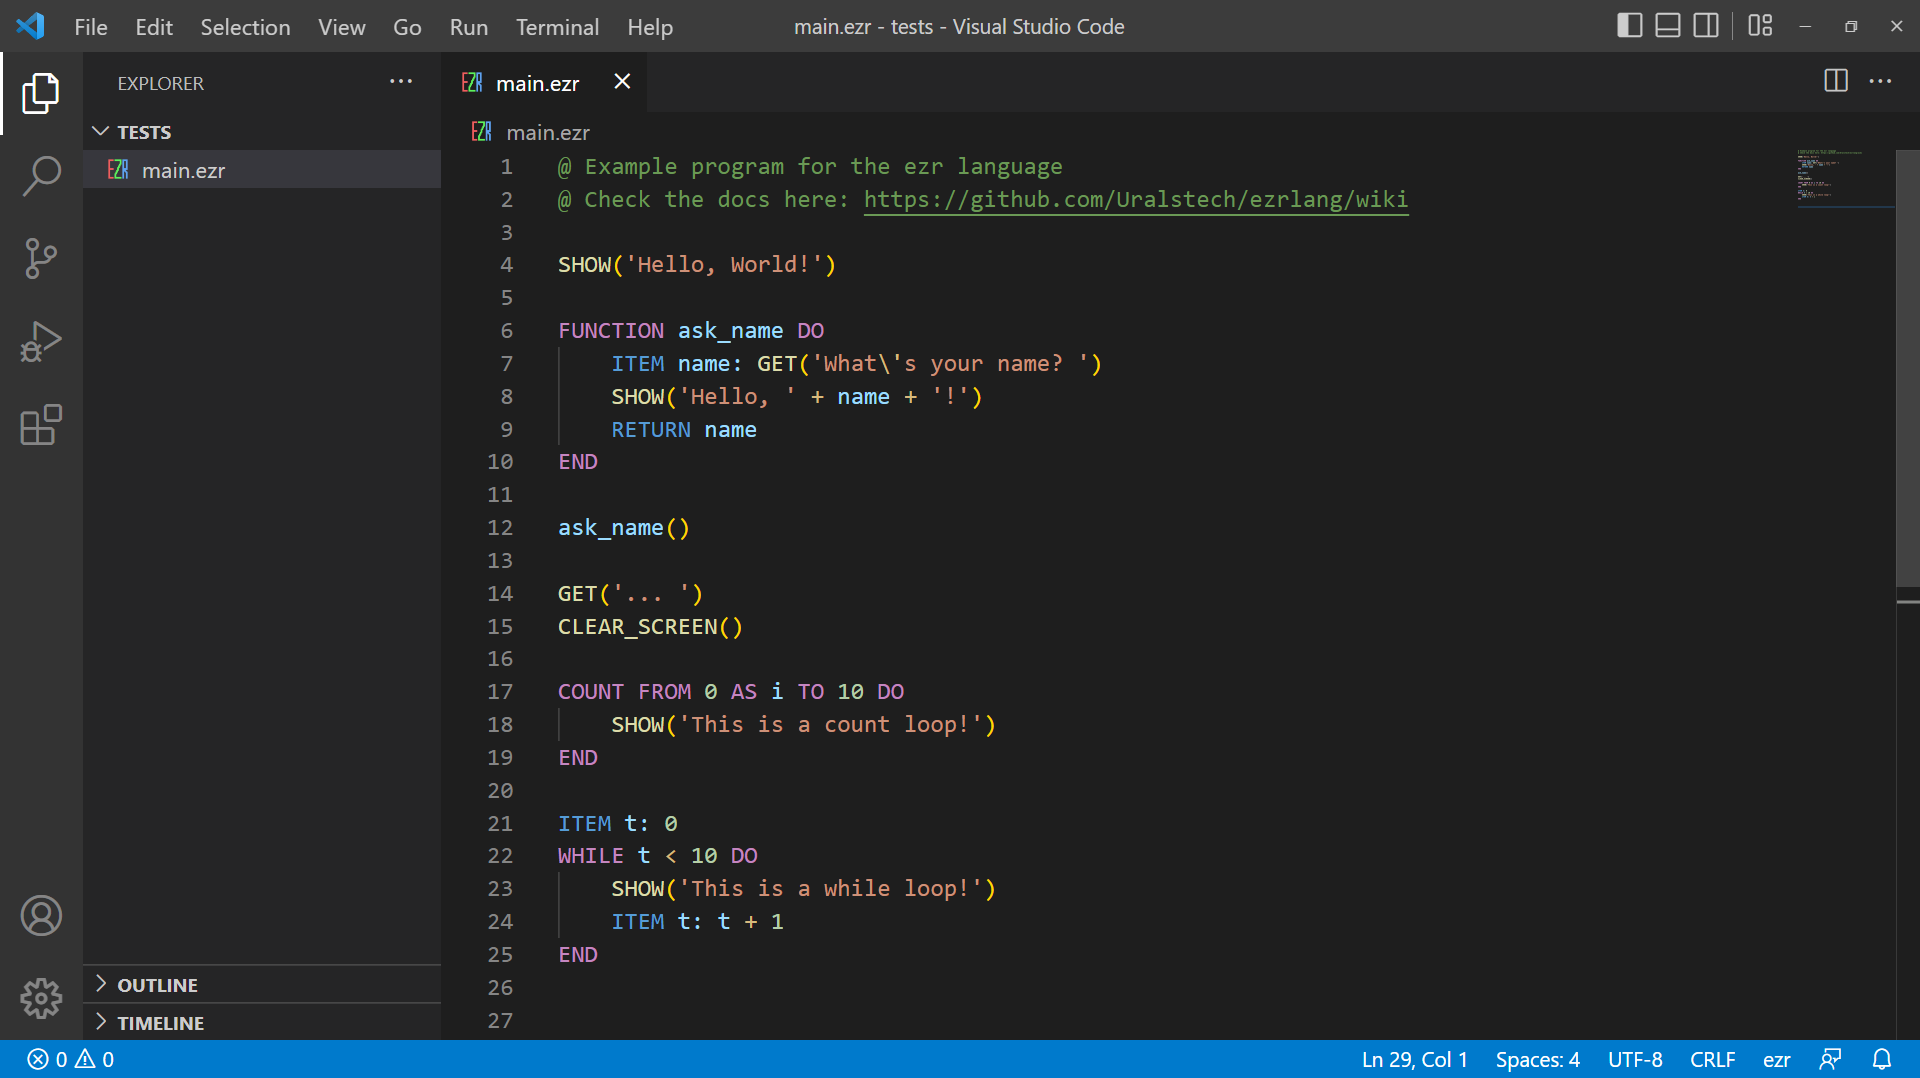 File Edit Selection View Go Run Terminal Help
main.ezr - tests - Visual Studio Code
EXPLORER
TESTS
EZR main.ezr
EZR main.ezr
EZR main.ezr
1 @ Example program for the ezr language
2 @ Check the docs here: https://github.com/Uralstech/ezrlang/wiki
3
4 SHOW('Hello, World!')
5
6 FUNCTION ask_name DO
7     ITEM name: GET('What\'s your name? ')
8     SHOW('Hello, ' + name + '!')
9     RETURN name
10 END
11
12 ask_name()
13
14 GET('... ')
15 CLEAR_SCREEN()
16
17 COUNT FROM 0 AS i TO 10 DO
18     SHOW('This is a count loop!')
19 END
20
21 ITEM t: 0
22 WHILE t < 10 DO
23     SHOW('This is a while loop!')
24     ITEM t: t + 1
25 END
26
27
OUTLINE
TIMELINE
0 0
Ln 29, Col 1 Spaces: 4 UTF-8 CRLF ezr